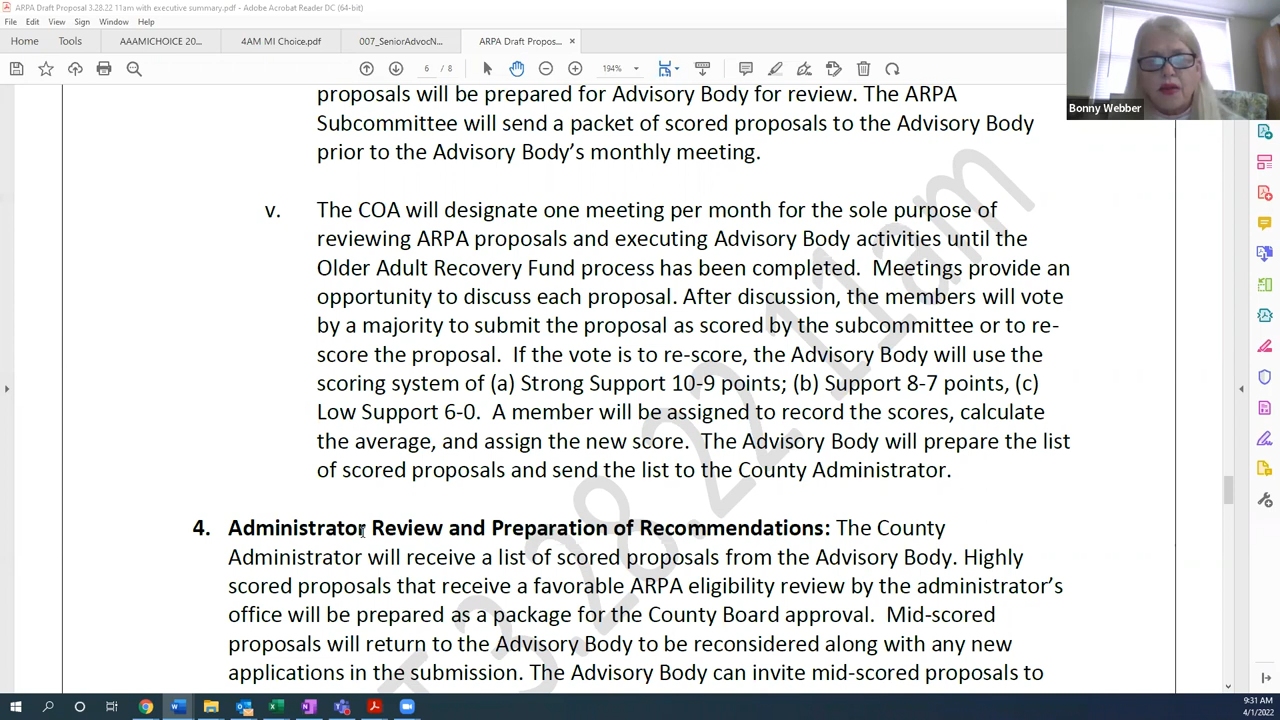 ARPA Draft Proposal 3.28.22 11am with executive summary.pdf - Adobe Acrobat Reader DC (64-bit)
File Edit View Sign Window Help
Home Tools AAAMICHOICE 20... 4AM MI Choice.pdf 007_SeniorAdvocN... ARPA Draft Propos... ×
6 / 8 194%
Bonny Webber
proposals will be prepared for Advisory Body for review. The ARPA
Subcommittee will send a packet of scored proposals to the Advisory Body
prior to the Advisory Body's monthly meeting.
v. The COA will designate one meeting per month for the sole purpose of
reviewing ARPA proposals and executing Advisory Body activities until the
Older Adult Recovery Fund process has been completed. Meetings provide an
opportunity to discuss each proposal. After discussion, the members will vote
by a majority to submit the proposal as scored by the subcommittee or to re-
score the proposal. If the vote is to re-score, the Advisory Body will use the
scoring system of (a) Strong Support 10-9 points; (b) Support 8-7 points, (c)
Low Support 6-0. A member will be assigned to record the scores, calculate
the average, and assign the new score. The Advisory Body will prepare the list
of scored proposals and send the list to the County Administrator.
4. Administrator Review and Preparation of Recommendations: The County
Administrator will receive a list of scored proposals from the Advisory Body. Highly
scored proposals that receive a favorable ARPA eligibility review by the administrator's
office will be prepared as a package for the County Board approval. Mid-scored
proposals will return to the Advisory Body to be reconsidered along with any new
applications in the submission. The Advisory Body can invite mid-scored proposals to
T 3.28.22 11am
9:31 AM
4/1/2022